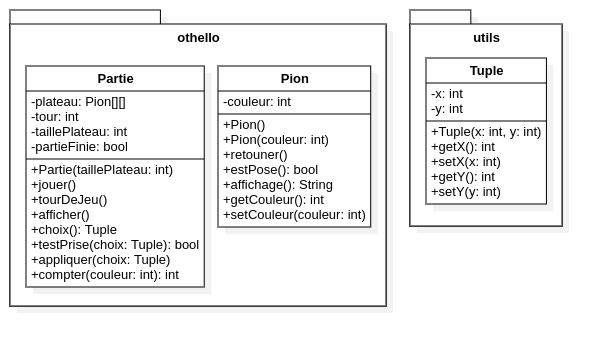 othello
Partie
-plateau: Pion[][]
-tour: int
-taillePlateau: int
-partieFinie: bool
+Partie(taillePlateau: int)
+jouer()
+tourDeJeu()
+afficher()
+choix(): Tuple
+testPrise(choix: Tuple): bool
+appliquer(choix: Tuple)
+compter(couleur: int): int
Pion
-couleur: int
+Pion()
+Pion(couleur: int)
+retouner()
+estPose(): bool
+affichage(): String
+getCouleur(): int
+setCouleur(couleur: int)
utils
Tuple
-x: int
-y: int
+Tuple(x: int, y: int)
+getX(): int
+setX(x: int)
+getY(): int
+setY(y: int)